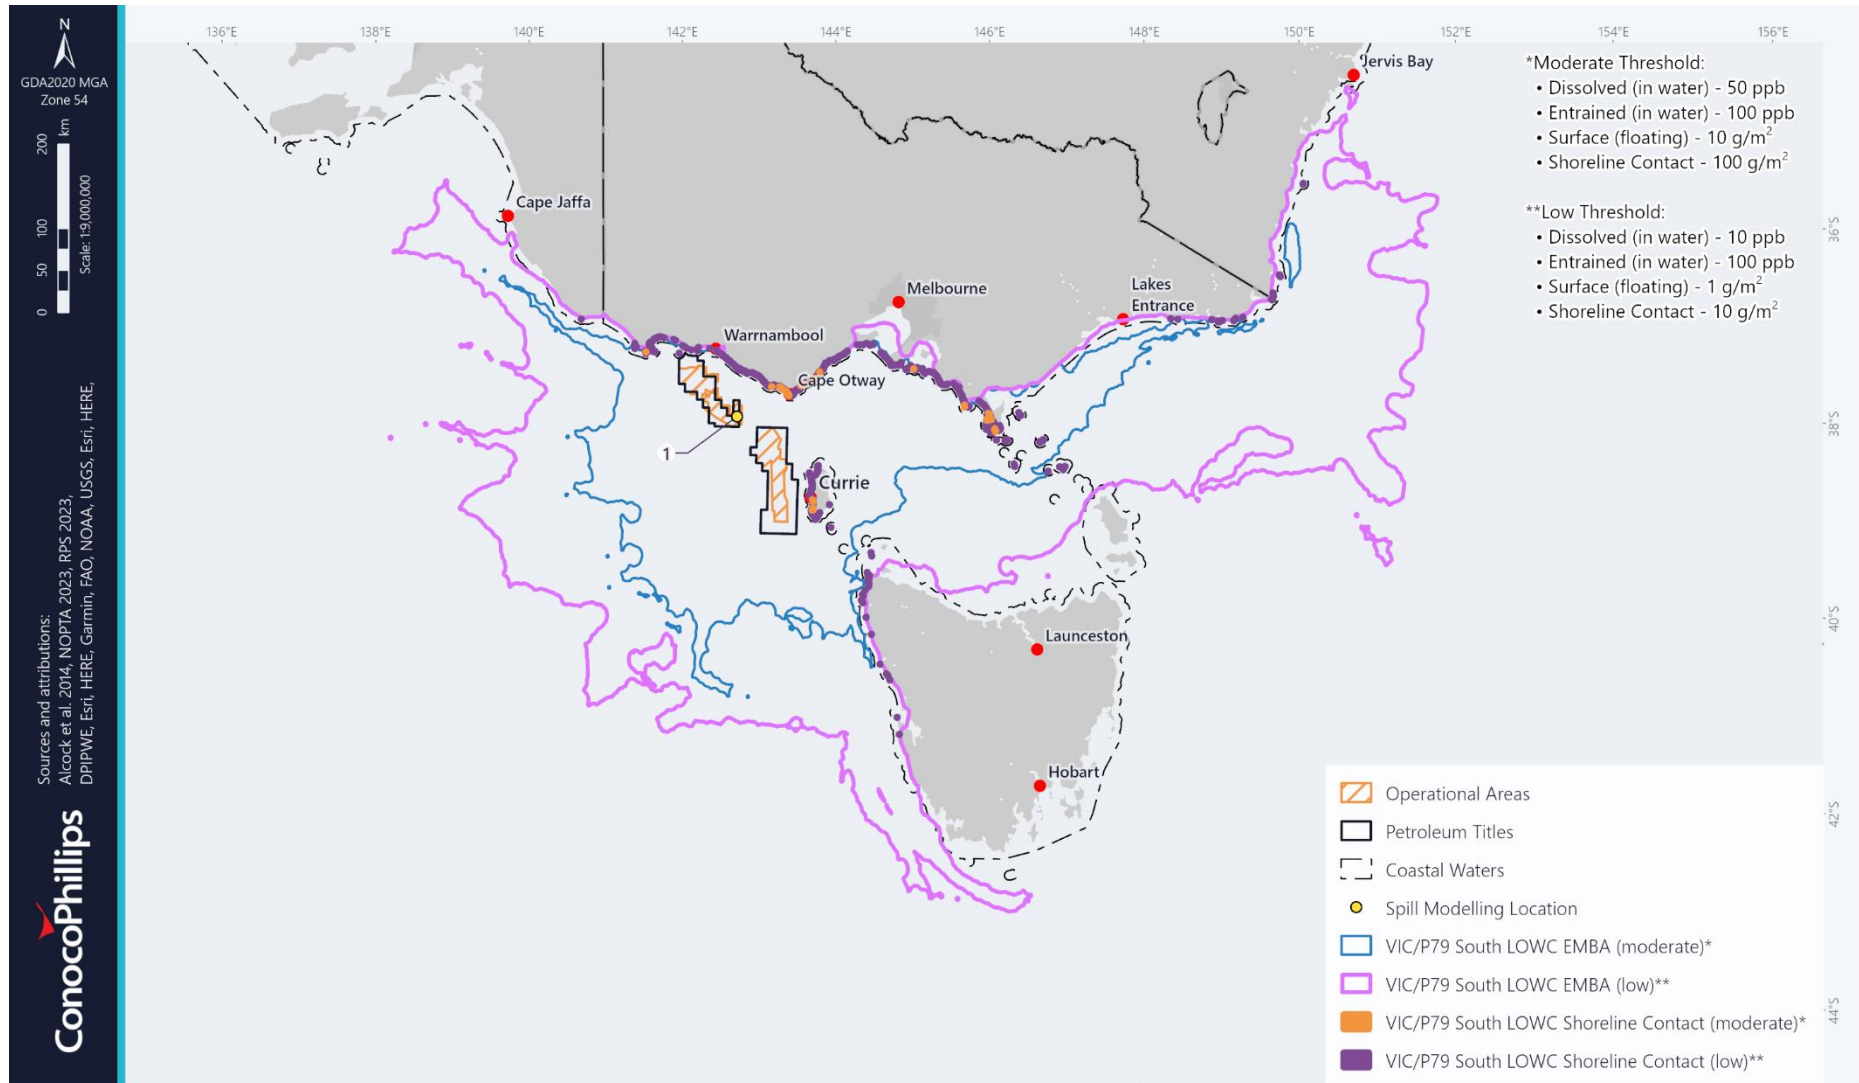 N
GDA2020 MGA
Zone 54
0 50 100 200
km
Scale: 1:9,000,000
Sources and attributions:
Alcock et al. 2014, NOPTA 2023, RPS 2023,
DPIPWE, Esri, HERE, Garmin, FAO, NOAA, USGS, Esri, HERE,
ConocoPhillips
136°E 138°E 140°E 142°E 144°E 146°E 148°E 150°E 152°E 154°E 156°E
36°S
38°S
40°S
42°S
44°S
Jervis Bay
Cape Jaffa
Melbourne
Lakes
Entrance
Warrnambool
Cape Otway
1
Currie
Launceston
Hobart
*Moderate Threshold:
• Dissolved (in water) - 50 ppb
• Entrained (in water) - 100 ppb
• Surface (floating) - 10 g/m²
• Shoreline Contact - 100 g/m²
**Low Threshold:
• Dissolved (in water) - 10 ppb
• Entrained (in water) - 100 ppb
• Surface (floating) - 1 g/m²
• Shoreline Contact - 10 g/m²
Operational Areas
Petroleum Titles
Coastal Waters
Spill Modelling Location
VIC/P79 South LOWC EMBA (moderate)*
VIC/P79 South LOWC EMBA (low)**
VIC/P79 South LOWC Shoreline Contact (moderate)*
VIC/P79 South LOWC Shoreline Contact (low)**